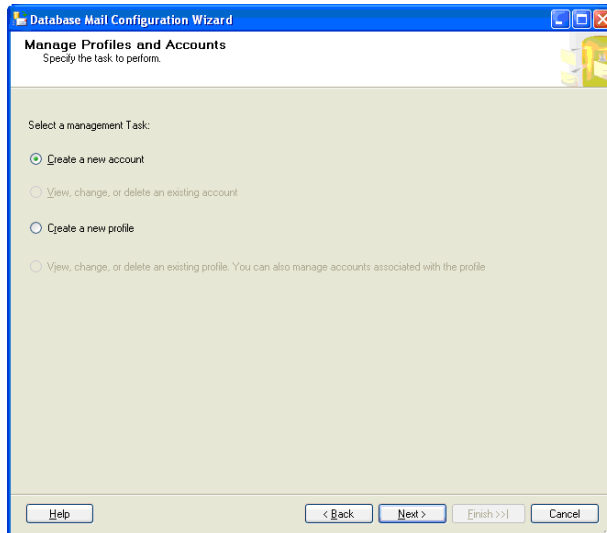 Database Mail Configuration Wizard
Manage Profiles and Accounts
Specify the task to perform.
Select a management Task:
Create a new account
View, change, or delete an existing account
Create a new profile
View, change, or delete an existing profile. You can also manage accounts associated with the profile
Help
< Back
Next >
Finish >>|
Cancel